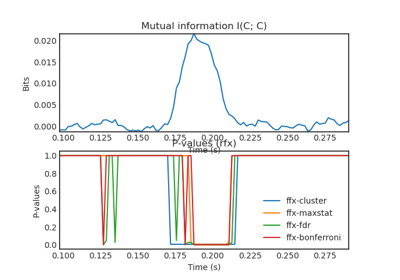 Mutual information I(C; C)
0.020
0.015
0.010
0.005
0.000
Bits
0.100 0.125 0.150 0.175 0.200 0.225 0.250 0.275
Time (s)
P-values (rfx)
1.0
0.8
0.6
0.4
0.2
0.0
P-values
ffx-cluster
ffx-maxstat
ffx-fdr
ffx-bonferroni
0.100 0.125 0.150 0.175 0.200 0.225 0.250 0.275
Time (s)